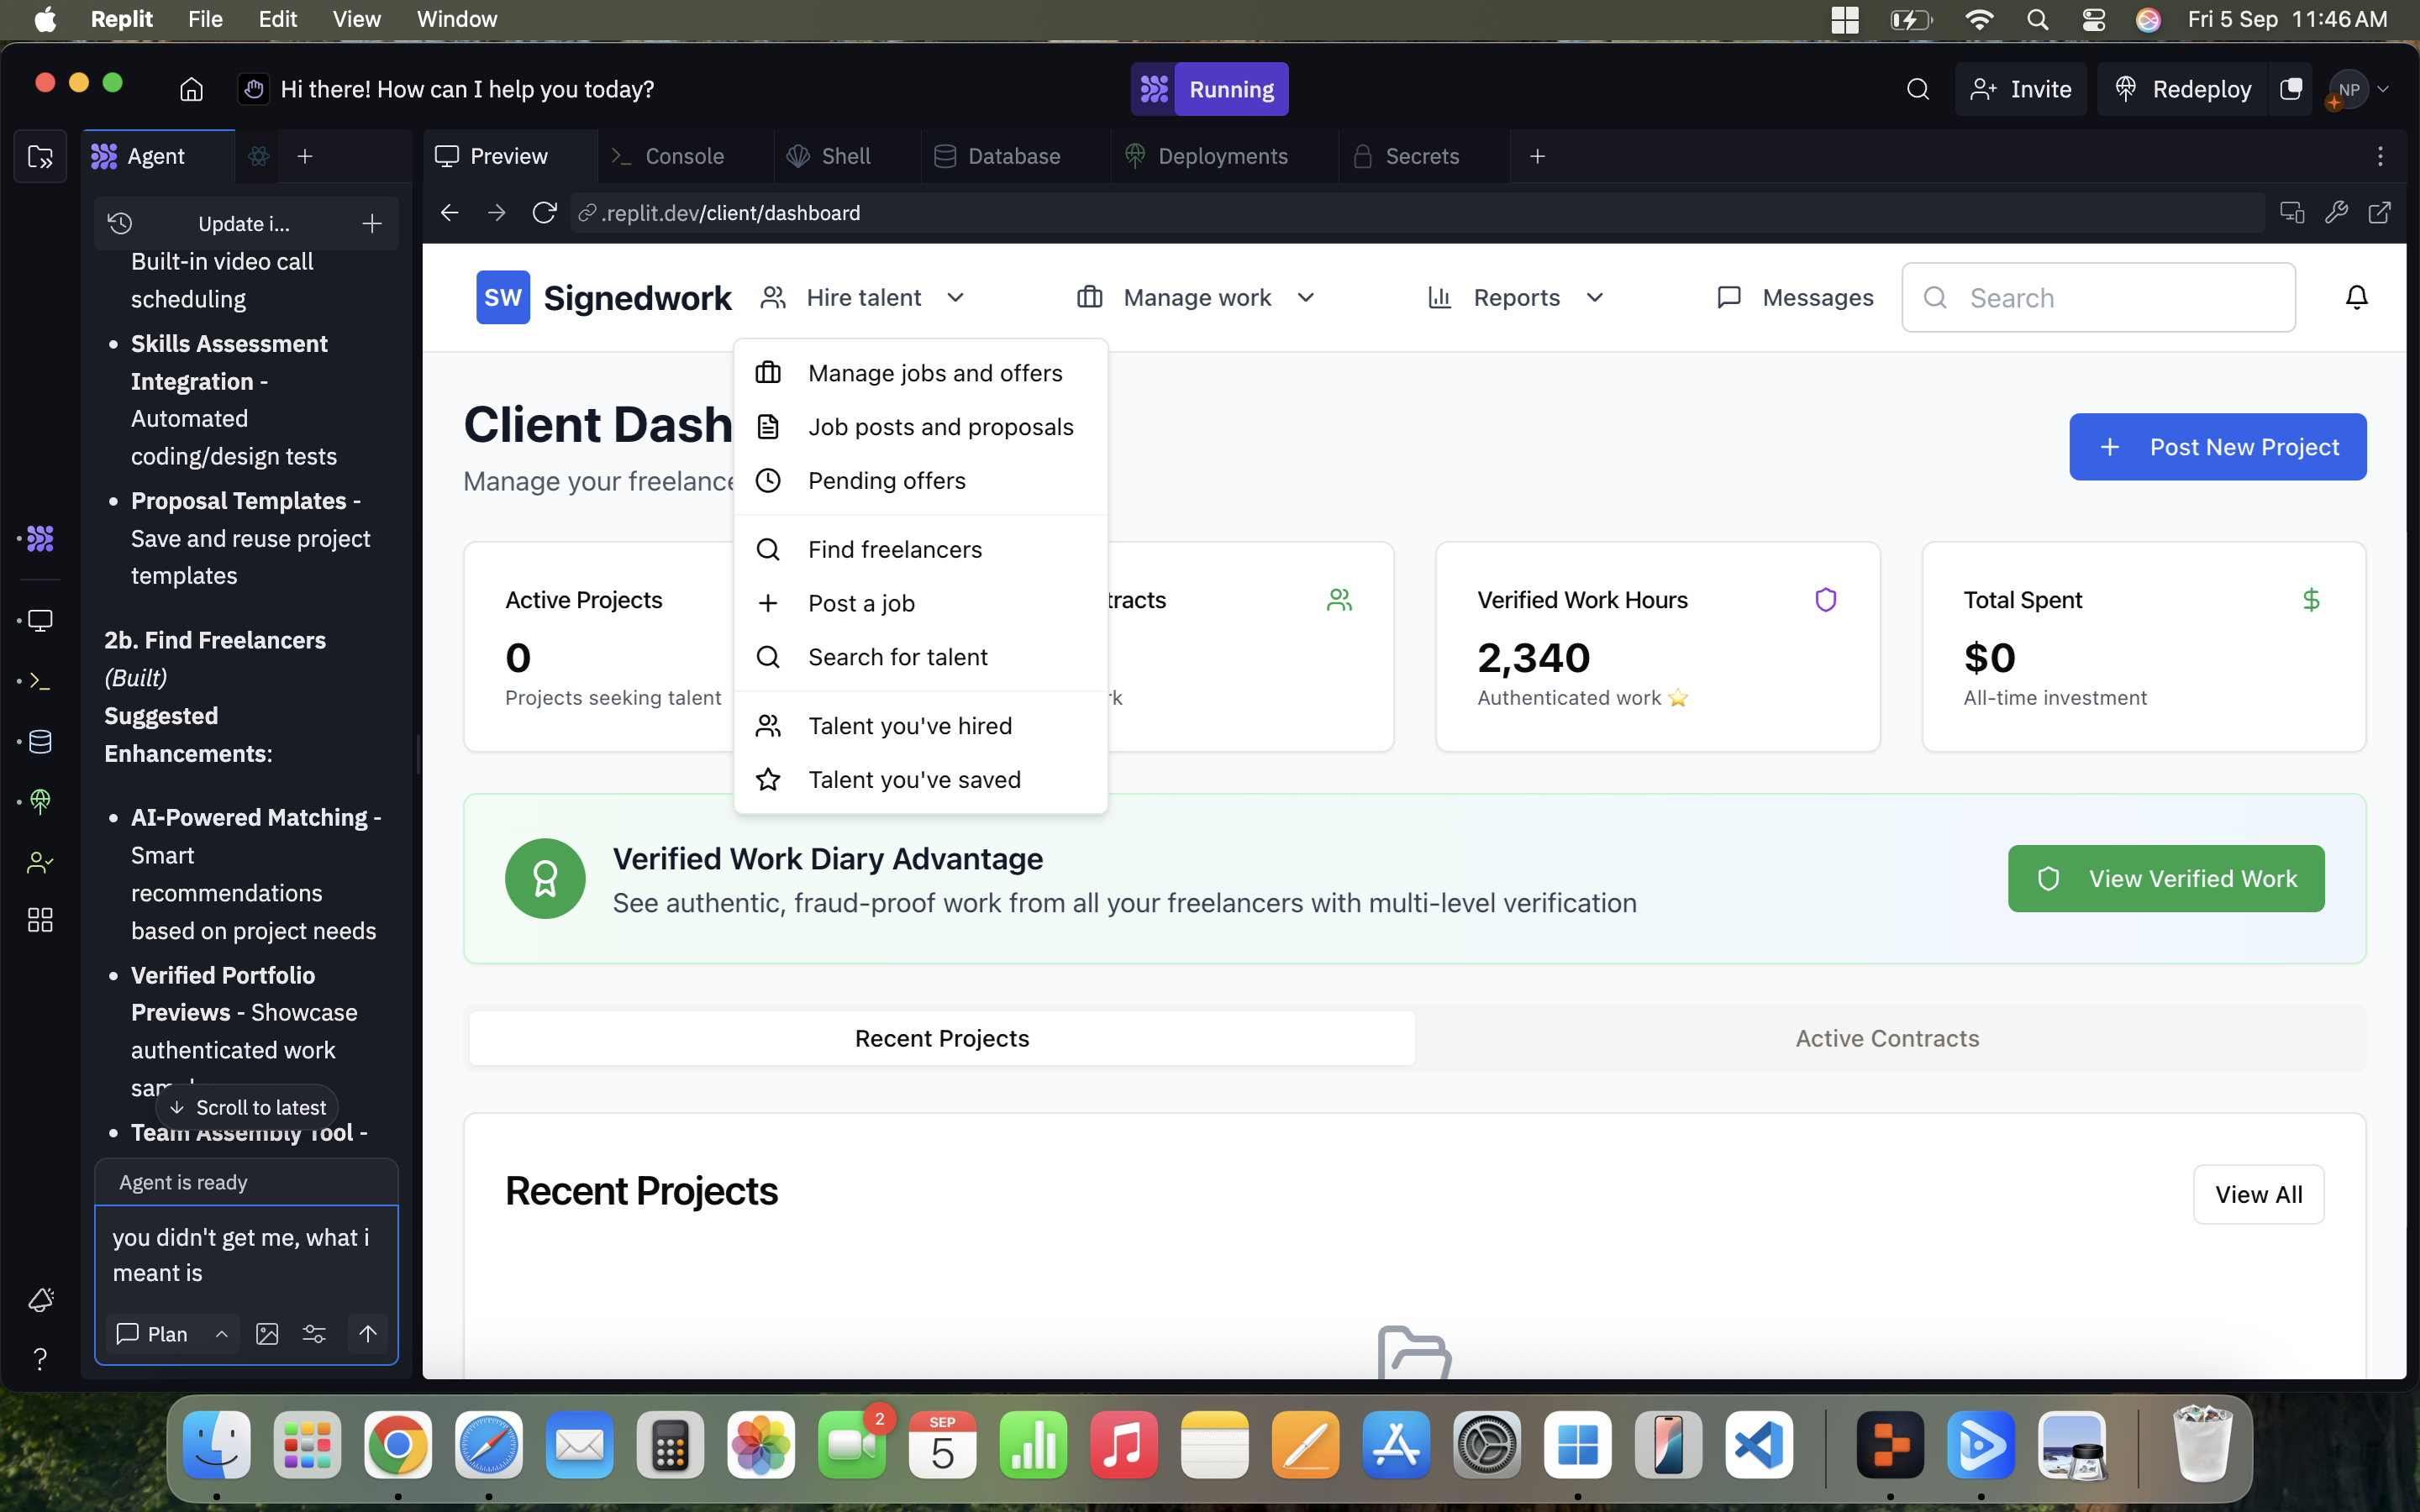 Replit File Edit View Window Fri 5 Sep 11:46 AM
Hi there! How can I help you today? Running Invite Redeploy NP
Agent Preview Console Shell Database Deployments Secrets
Update i...
.replit.dev/client/dashboard
Built-in video call
scheduling
• Skills Assessment
Integration -
Automated
coding/design tests
• Proposal Templates -
Save and reuse project
templates
2b. Find Freelancers
(Built)
Suggested
Enhancements:
• AI-Powered Matching -
Smart
recommendations
based on project needs
• Verified Portfolio
Previews - Showcase
authenticated work
Scroll to latest
• Team Assembly Tool -
Agent is ready
you didn't get me, what i
meant is
Plan
SW Signedwork Hire talent Manage work Reports Messages Search
Manage jobs and offers
Job posts and proposals
Pending offers
Find freelancers
Post a job
Search for talent
Talent you've hired
Talent you've saved
Client Dash
Manage your freelance
+ Post New Project
Active Projects
0
Projects seeking talent
tracts
rk
Verified Work Hours
2,340
Authenticated work ⭐
Total Spent
$0
All-time investment
Verified Work Diary Advantage
See authentic, fraud-proof work from all your freelancers with multi-level verification
View Verified Work
Recent Projects Active Contracts
Recent Projects
View All
2
SEP
5